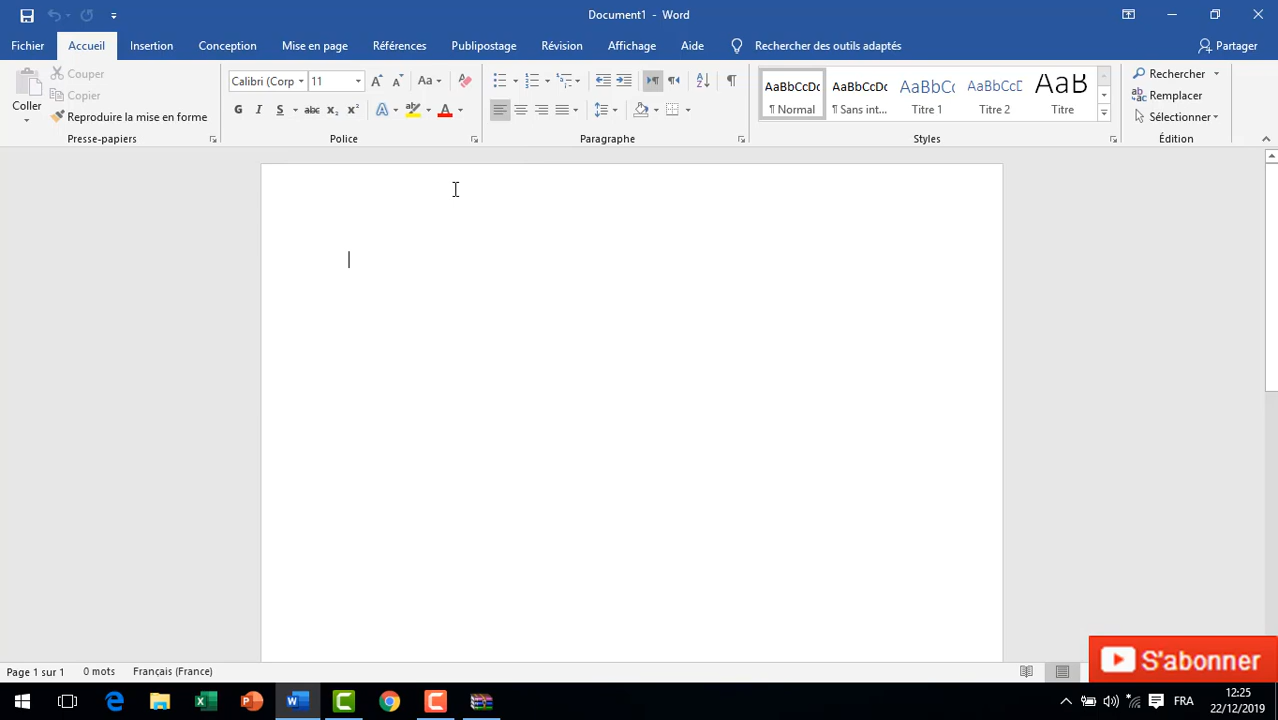 Document1 - Word
Fichier Accueil Insertion Conception Mise en page Références Publipostage Révision Affichage Aide Rechercher des outils adaptés Partager
Coller
Couper
Copier
Reproduire la mise en forme
Presse-papiers
Calibri (Corp 11 Aa
G I S abc x₂ x²
A A
Police
Paragraphe
AaBbCcDc AaBbCcDc AaBbCc AaBbCcD AaB
¶ Normal ¶ Sans int... Titre 1 Titre 2 Titre
Styles
Rechercher
Remplacer
Sélectionner
Édition
S'abonner
Page 1 sur 1 0 mots Français (France)
FRA
12:25
22/12/2019